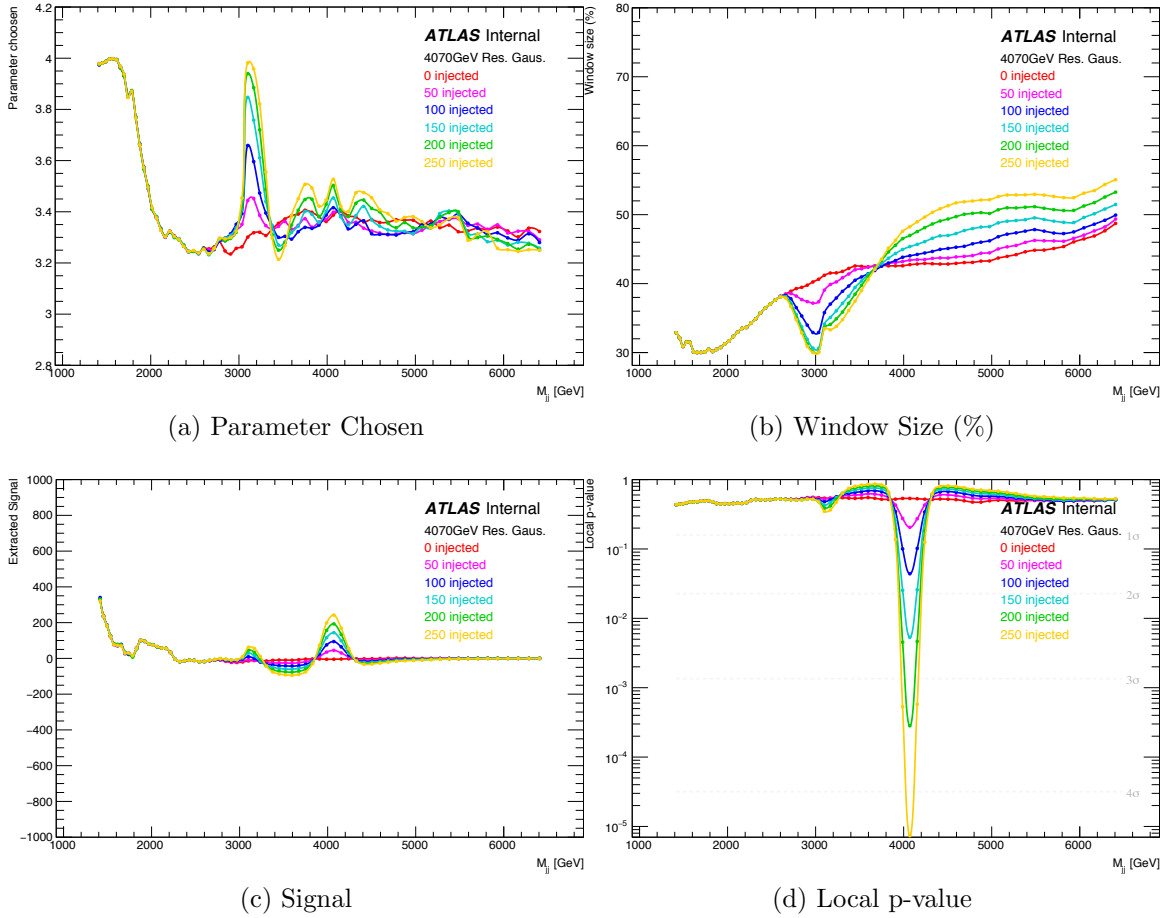 Parameter choosen
4.2
4
3.8
3.6
3.4
3.2
3
2.8
1000 2000 3000 4000 5000 6000
M_jj [GeV]
ATLAS Internal
4070GeV Res. Gaus.
0 injected
50 injected
100 injected
150 injected
200 injected
250 injected
(a) Parameter Chosen
Window size (%)
80
70
60
50
40
30
1000 2000 3000 4000 5000 6000
M_jj [GeV]
ATLAS Internal
4070GeV Res. Gaus.
0 injected
50 injected
100 injected
150 injected
200 injected
250 injected
(b) Window Size (%)
Extracted Signal
1000
800
600
400
200
0
−200
−400
−600
−800
−1000
1000 2000 3000 4000 5000 6000
M_jj [GeV]
ATLAS Internal
4070GeV Res. Gaus.
0 injected
50 injected
100 injected
150 injected
200 injected
250 injected
(c) Signal
Local p-value
1
10⁻¹
10⁻²
10⁻³
10⁻⁴
10⁻⁵
1000 2000 3000 4000 5000 6000
M_jj [GeV]
ATLAS Internal
4070GeV Res. Gaus.
0 injected
50 injected
100 injected
150 injected
200 injected
250 injected
1σ
2σ
3σ
4σ
(d) Local p-value